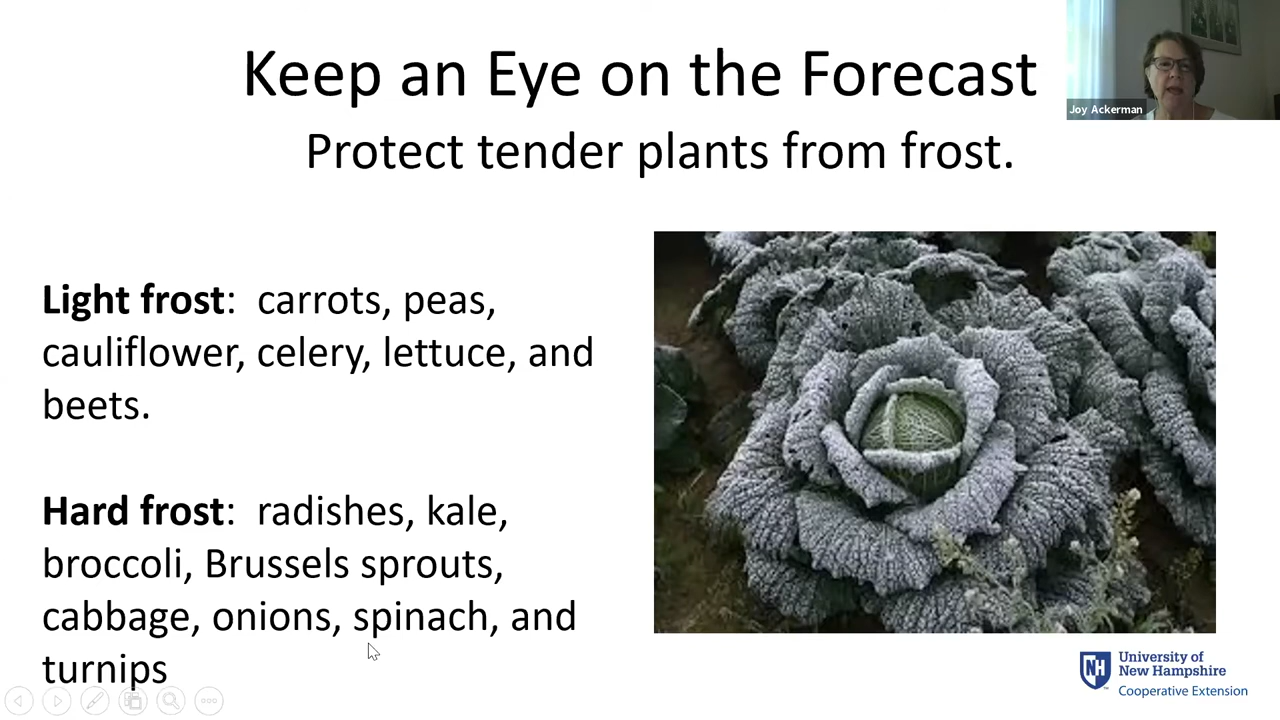 Keep an Eye on the Forecast
Protect tender plants from frost.
Joy Ackerman
Light frost:  carrots, peas,
cauliflower, celery, lettuce, and
beets.
Hard frost:  radishes, kale,
broccoli, Brussels sprouts,
cabbage, onions, spinach, and
turnips
NH
University of
New Hampshire
Cooperative Extension